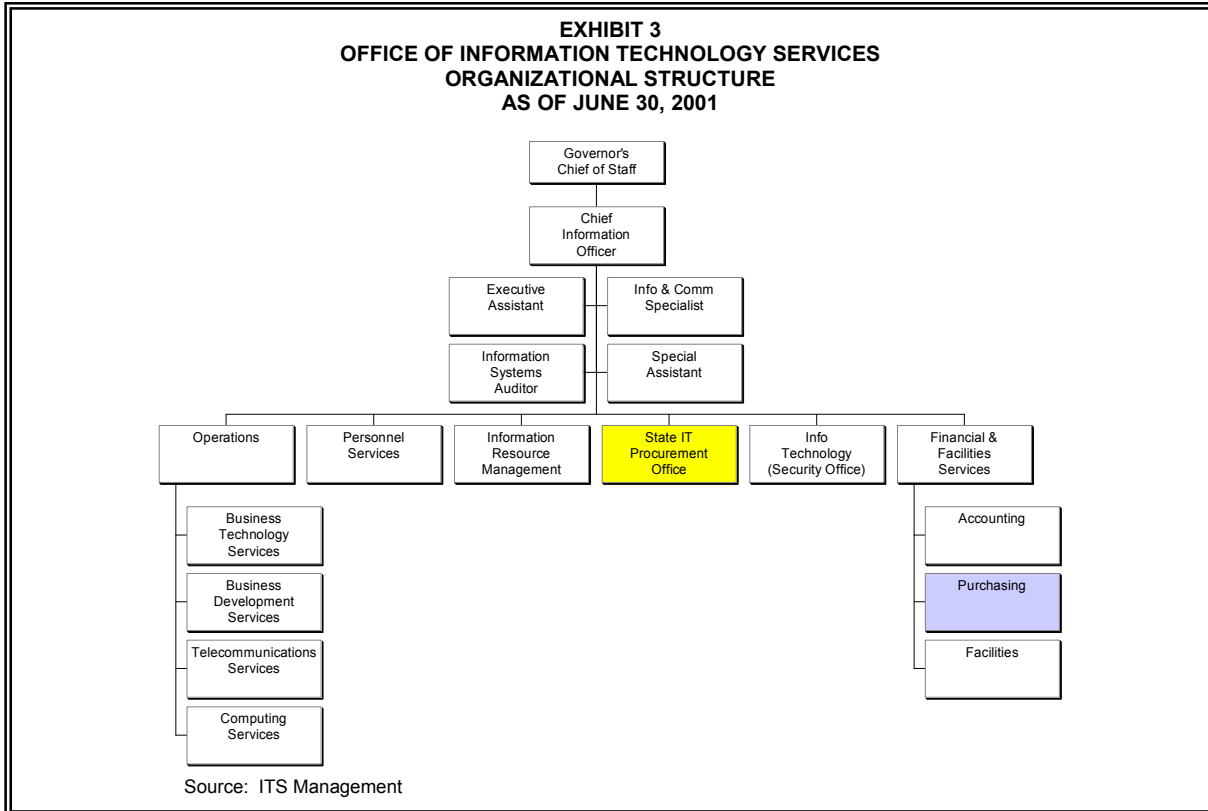 EXHIBIT 3
OFFICE OF INFORMATION TECHNOLOGY SERVICES
ORGANIZATIONAL STRUCTURE
AS OF JUNE 30, 2001
Governor's
Chief of Staff
Chief
Information
Officer
Executive
Assistant
Info & Comm
Specialist
Information
Systems
Auditor
Special
Assistant
Operations
Personnel
Services
Information
Resource
Management
State IT
Procurement
Office
Info
Technology
(Security Office)
Financial &
Facilities
Services
Business
Technology
Services
Business
Development
Services
Telecommunications
Services
Computing
Services
Accounting
Purchasing
Facilities
Source: ITS Management